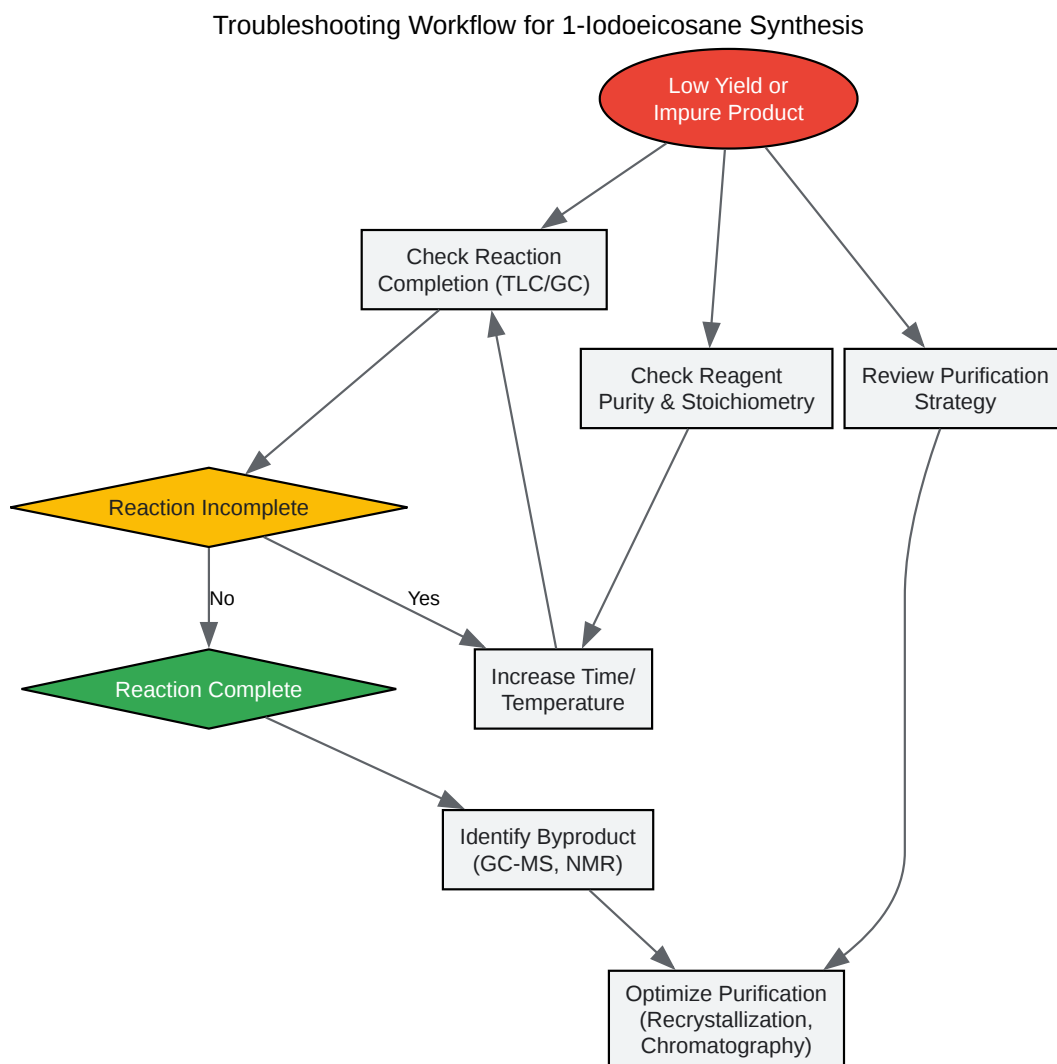 Troubleshooting Workflow for 1-Iodoeicosane Synthesis
Low Yield or
Impure Product
Check Reaction
Completion (TLC/GC)
Check Reagent
Purity & Stoichiometry
Review Purification
Strategy
Reaction Incomplete
No
Yes
Reaction Complete
Increase Time/
Temperature
Identify Byproduct
(GC-MS, NMR)
Optimize Purification
(Recrystallization,
Chromatography)